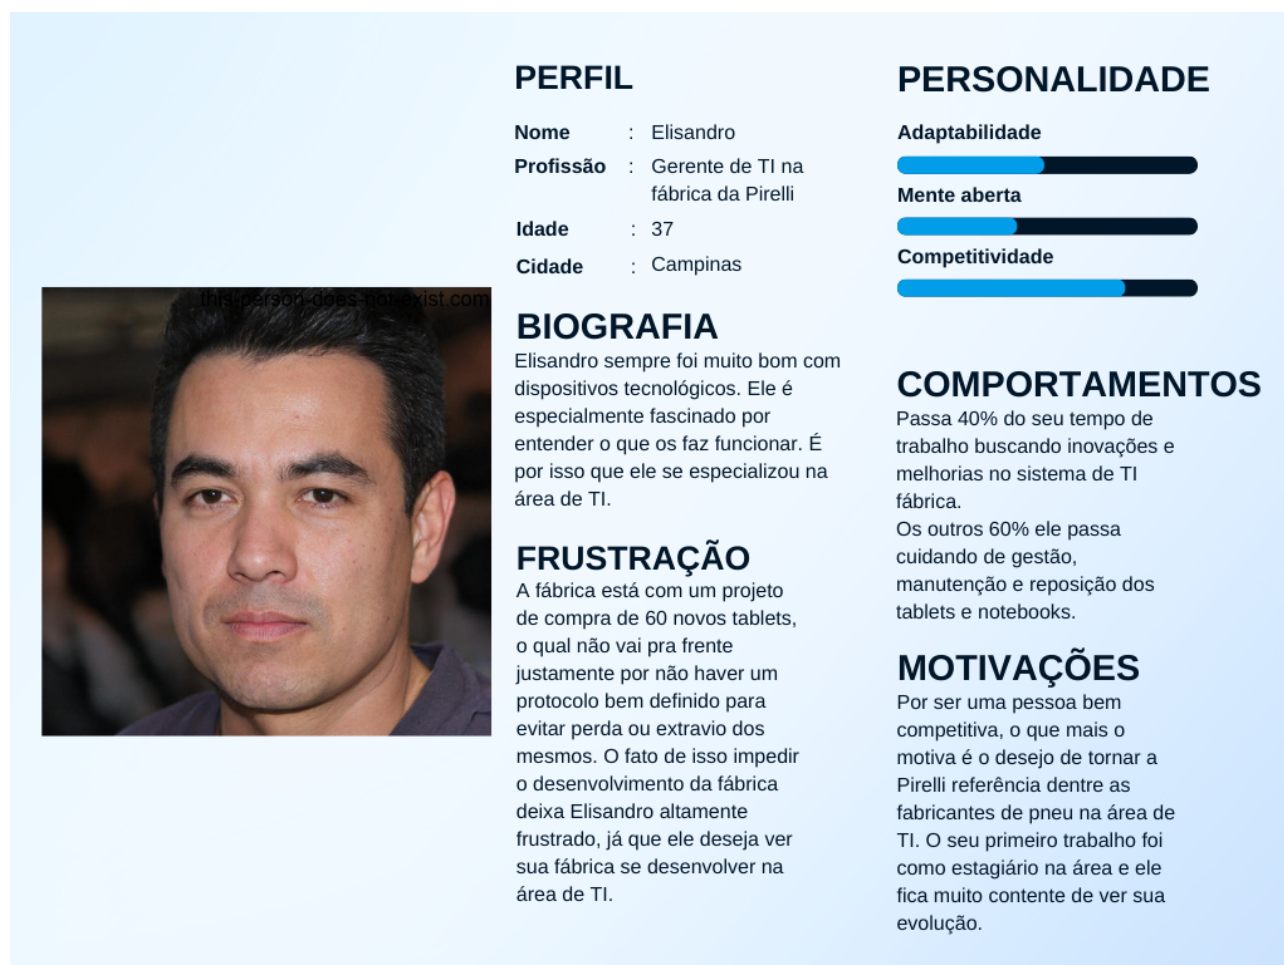 this-person-does-not-exist.com
PERFIL
Nome : Elisandro
Profissão : Gerente de TI na
fábrica da Pirelli
Idade : 37
Cidade : Campinas
BIOGRAFIA
Elisandro sempre foi muito bom com
dispositivos tecnológicos. Ele é
especialmente fascinado por
entender o que os faz funcionar. É
por isso que ele se especializou na
área de TI.
FRUSTRAÇÃO
A fábrica está com um projeto
de compra de 60 novos tablets,
o qual não vai pra frente
justamente por não haver um
protocolo bem definido para
evitar perda ou extravio dos
mesmos. O fato de isso impedir
o desenvolvimento da fábrica
deixa Elisandro altamente
frustrado, já que ele deseja ver
sua fábrica se desenvolver na
área de TI.
PERSONALIDADE
Adaptabilidade
Mente aberta
Competitividade
COMPORTAMENTOS
Passa 40% do seu tempo de
trabalho buscando inovações e
melhorias no sistema de TI
fábrica.
Os outros 60% ele passa
cuidando de gestão,
manutenção e reposição dos
tablets e notebooks.
MOTIVAÇÕES
Por ser uma pessoa bem
competitiva, o que mais o
motiva é o desejo de tornar a
Pirelli referência dentre as
fabricantes de pneu na área de
TI. O seu primeiro trabalho foi
como estagiário na área e ele
fica muito contente de ver sua
evolução.